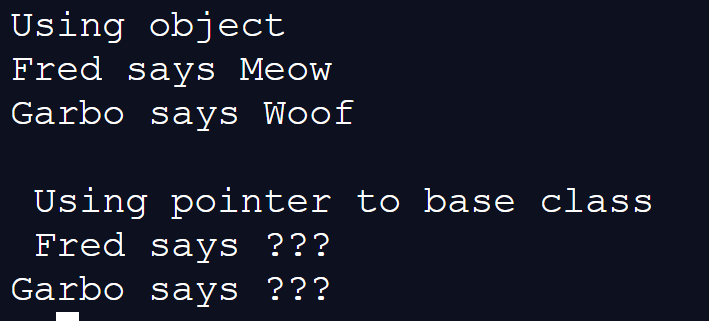 Using object
Fred says Meow
Garbo says Woof
Using pointer to base class
Fred says ???
Garbo says ???